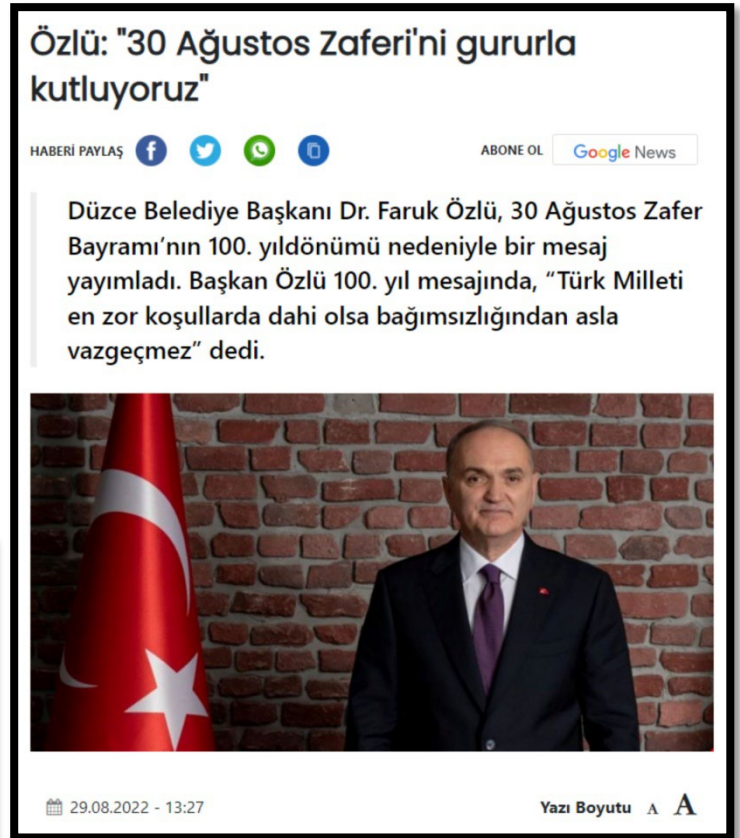 Özlü: "30 Ağustos Zaferi'ni gururla
kutluyoruz"
HABERİ PAYLAŞ
ABONE OL Google News
Düzce Belediye Başkanı Dr. Faruk Özlü, 30 Ağustos Zafer
Bayramı’nın 100. yıldönümü nedeniyle bir mesaj
yayımladı. Başkan Özlü 100. yıl mesajında, “Türk Milleti
en zor koşullarda dahi olsa bağımsızlığından asla
vazgeçmez” dedi.
29.08.2022 - 13:27
Yazı Boyutu A A